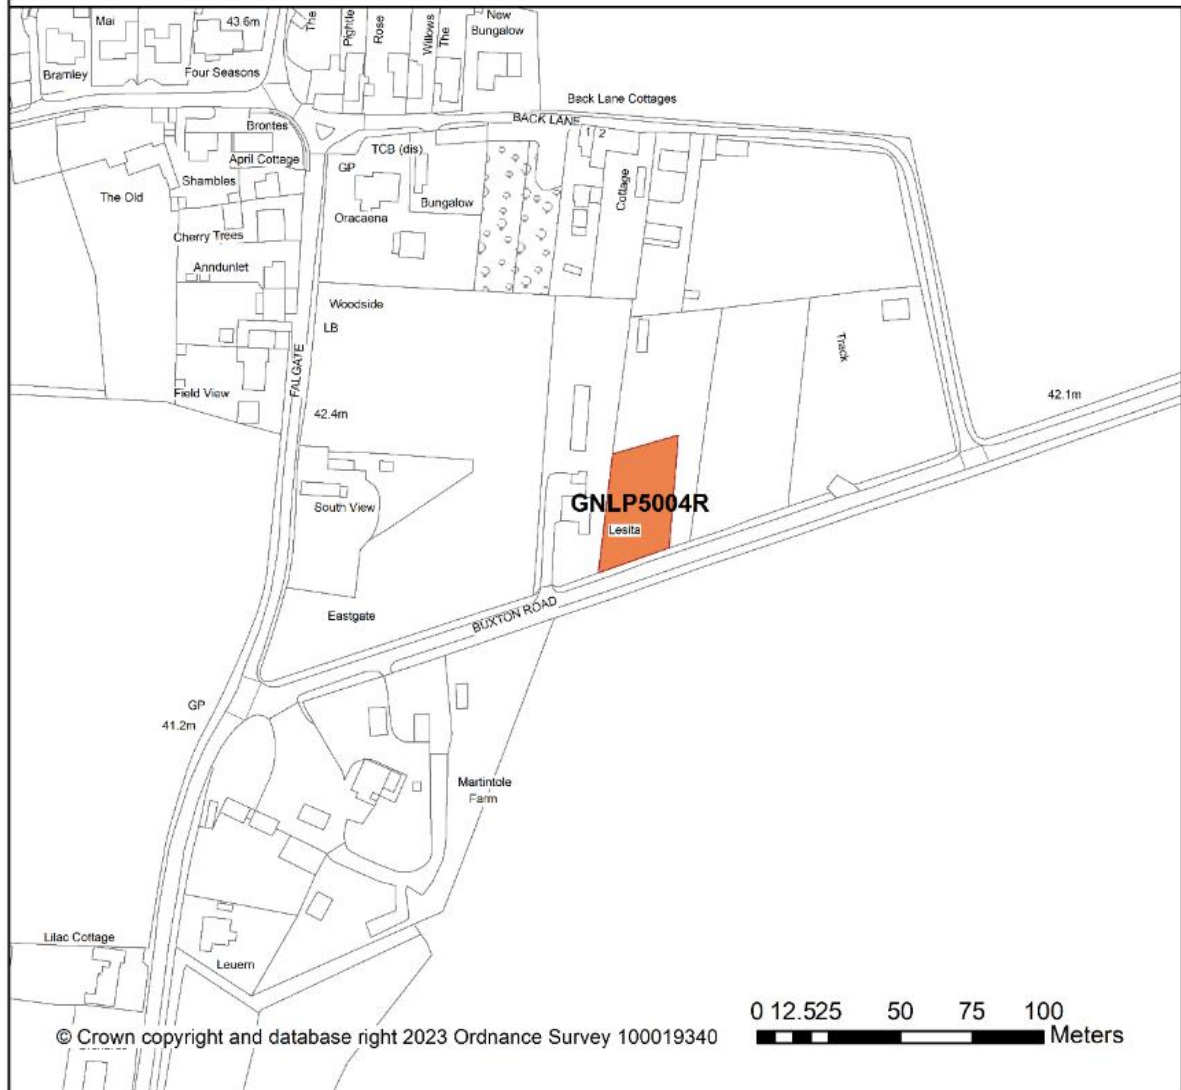 Mai
43.6m
The
Pightle
Rose
Willows
The
New
Bungalow
Bramley
Four Seasons
Back Lane Cottages
BACK LANE
Brontes
April Cottage
TCB (dis)
GP
1
2
Shambles
The Old
Oracaena
Bungalow
Cottage
Cherry Trees
Anndunlet
Woodside
LB
FALGATE
Track
Field View
42.4m
42.1m
South View
GNLP5004R
Lesita
Eastgate
BUXTON ROAD
GP
41.2m
Martintole
Farm
Lilac Cottage
Leuern
0 12.525 50 75 100
Meters
© Crown copyright and database right 2023 Ordnance Survey 100019340